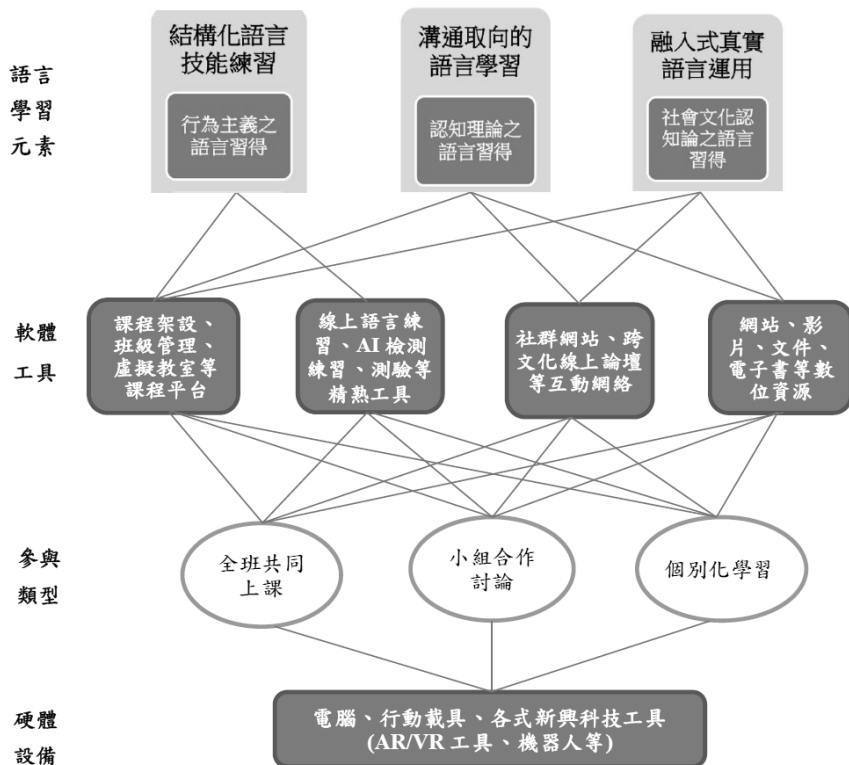 語言
學習
元素
結構化語言
技能練習
行為主義之
語言習得
溝通取向的
語言學習
認知理論之
語言習得
融入式真實
語言運用
社會文化認
知論之語言
習得
軟體
工具
課程架設、
班級管理、
虛擬教室等
課程平台
線上語言練
習、AI 檢測
練習、測驗等
精熟工具
社群網站、跨
文化線上論壇
等互動網絡
網站、影
片、文件、
電子書等數
位資源
參與
類型
全班共同
上課
小組合作
討論
個別化學習
硬體
設備
電腦、行動載具、各式新興科技工具
(AR/VR 工具、機器人等)